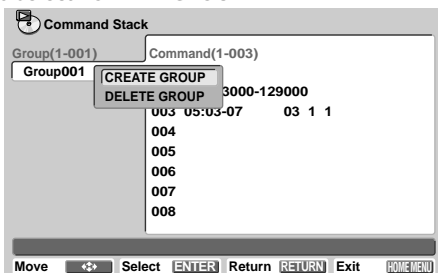 Command Stack
Group(1-001)
Command(1-003)
Group001
CREATE GROUP
DELETE GROUP
3000-129000
003 05:03-07 03 1 1
004
005
006
007
008
Move Select ENTER Return RETURN Exit HOME MENU